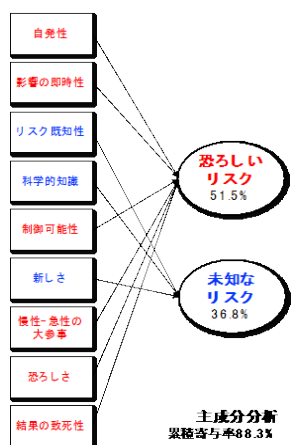 自発性
影響の即時性
リスク既知性
科学的知識
制御可能性
新しさ
慢性-急性の
大参事
恐ろしさ
結果の致死性
恐ろしい
リスク
51.5%
未知な
リスク
36.8%
主成分分析
累積寄与率88.3%